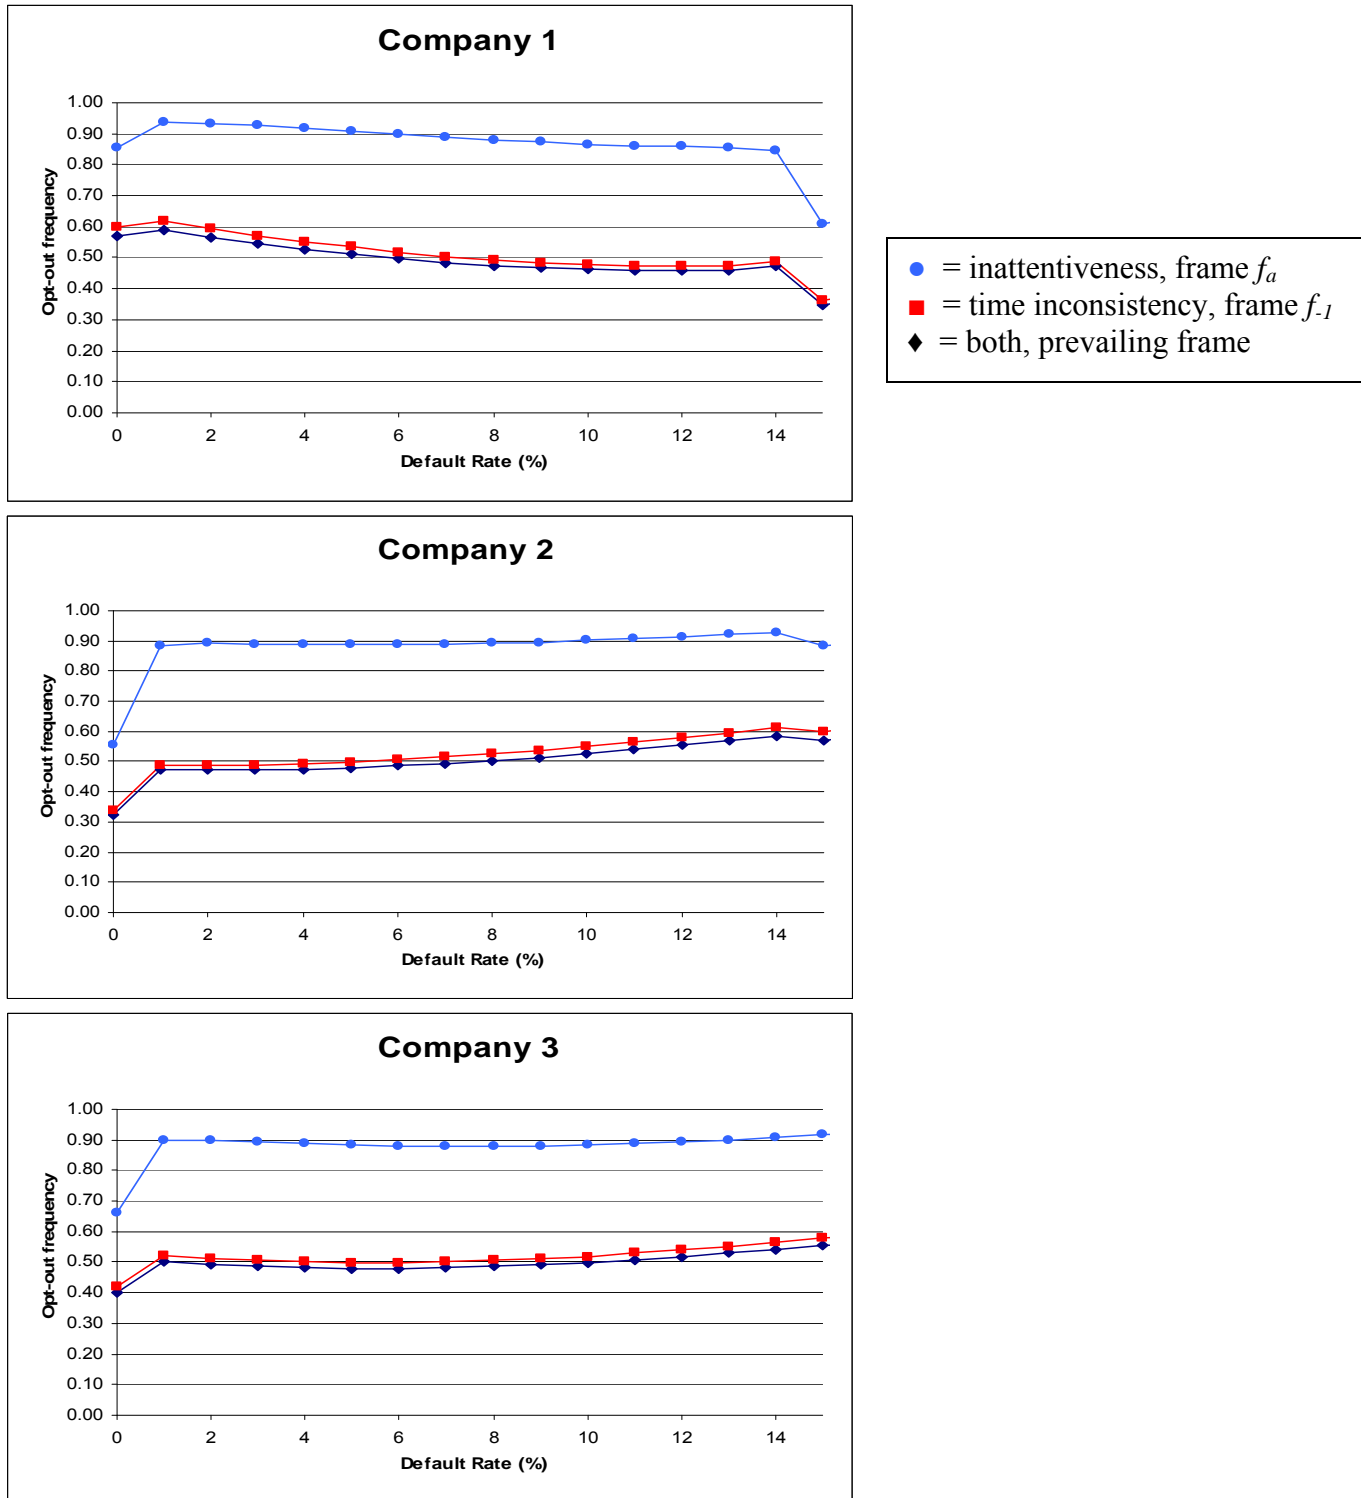 Company 1
1.00
0.90
0.80
0.70
0.60
0.50
0.40
0.30
0.20
0.10
0.00
Opt-out frequency
0 2 4 6 8 10 12 14
Default Rate (%)
= inattentiveness, frame fa
= time inconsistency, frame f-1
= both, prevailing frame
Company 2
1.00
0.90
0.80
0.70
0.60
0.50
0.40
0.30
0.20
0.10
0.00
Opt-out frequency
0 2 4 6 8 10 12 14
Default Rate (%)
Company 3
1.00
0.90
0.80
0.70
0.60
0.50
0.40
0.30
0.20
0.10
0.00
Opt-out frequency
0 2 4 6 8 10 12 14
Default Rate (%)